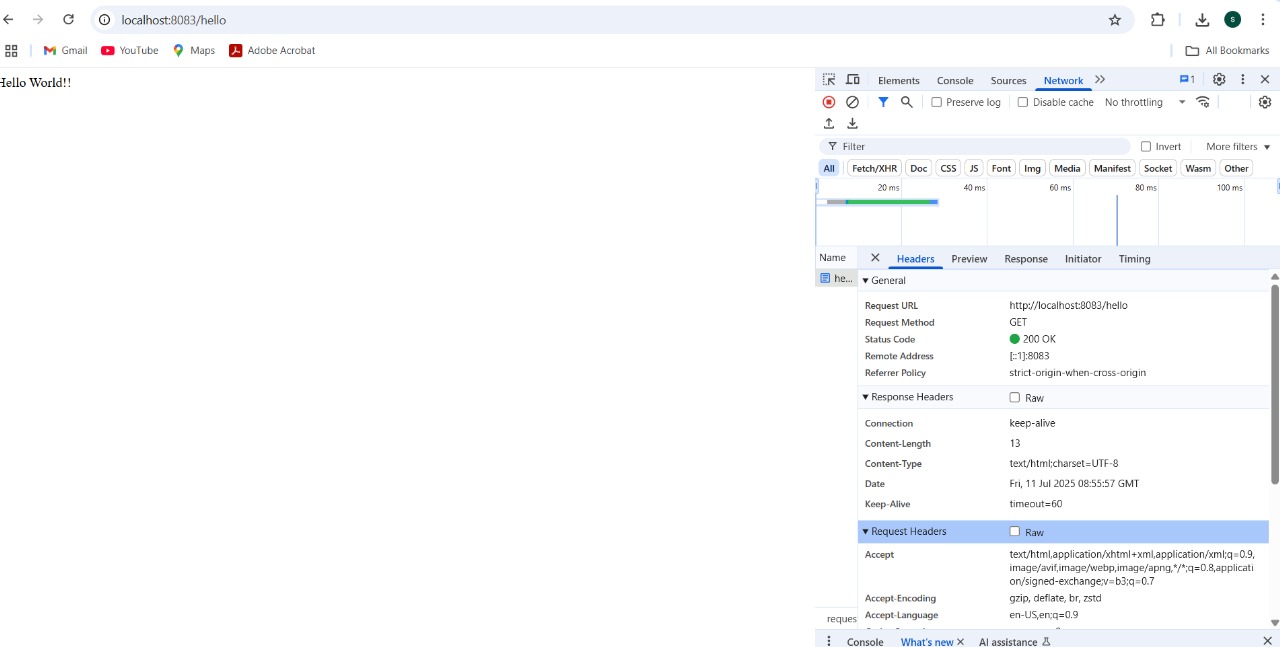 localhost:8083/hello
S
Gmail YouTube Maps Adobe Acrobat All Bookmarks
Hello World!!
Elements Console Sources Network 1
Preserve log Disable cache No throttling
Filter Invert More filters
All Fetch/XHR Doc CSS JS Font Img Media Manifest Socket Wasm Other
20 ms 40 ms 60 ms 80 ms 100 ms
Name Headers Preview Response Initiator Timing
he... General
Request URL http://localhost:8083/hello
Request Method GET
Status Code 200 OK
Remote Address [::1]:8083
Referrer Policy strict-origin-when-cross-origin
Response Headers Raw
Connection keep-alive
Content-Length 13
Content-Type text/html;charset=UTF-8
Date Fri, 11 Jul 2025 08:55:57 GMT
Keep-Alive timeout=60
Request Headers Raw
Accept text/html,application/xhtml+xml,application/xml;q=0.9,
image/avif,image/webp,image/apng,*/*;q=0.8,applicati
on/signed-exchange;v=b3;q=0.7
Accept-Encoding gzip, deflate, br, zstd
Accept-Language en-US,en;q=0.9
reques
Console What's new AI assistance